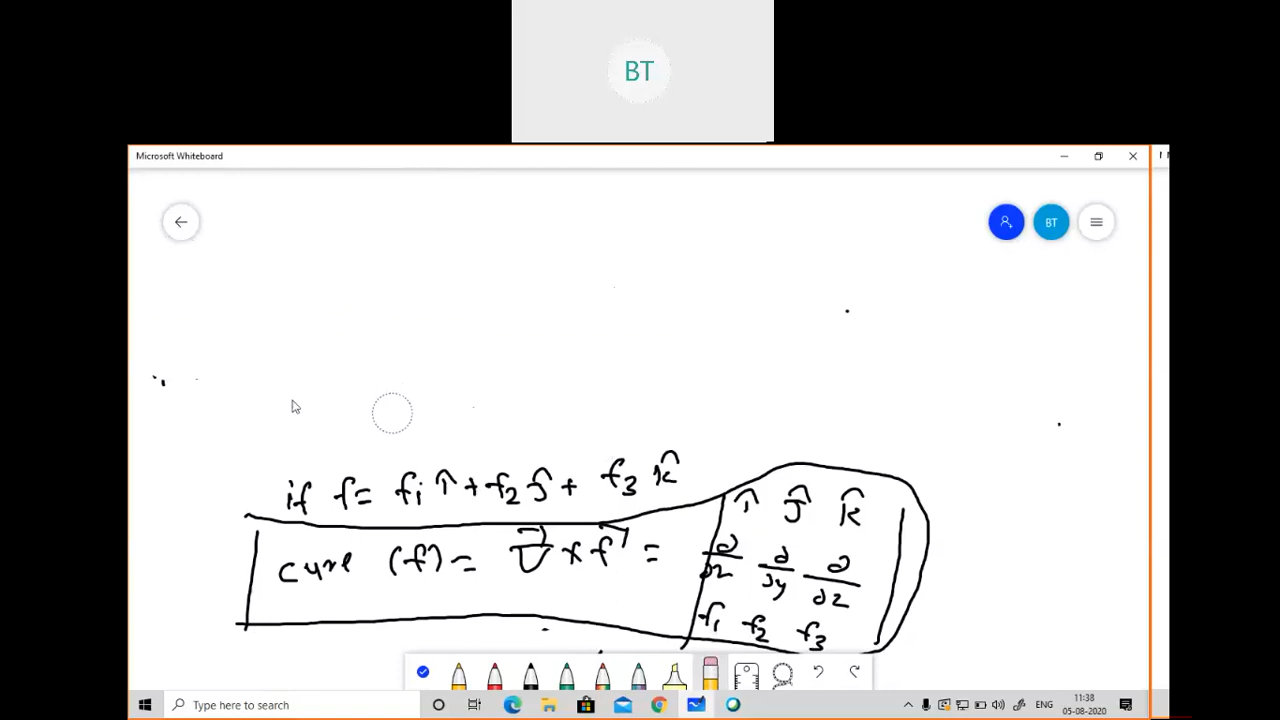 BT
Microsoft Whiteboard
BT
if f = f1 î + f2 ĵ + f3 k̂
curl (f) = ∇⃗ × f⃗ =
î ĵ k̂
∂/∂x ∂/∂y ∂/∂z
f1 f2 f3
Type here to search
ENG
11:38
05-08-2020